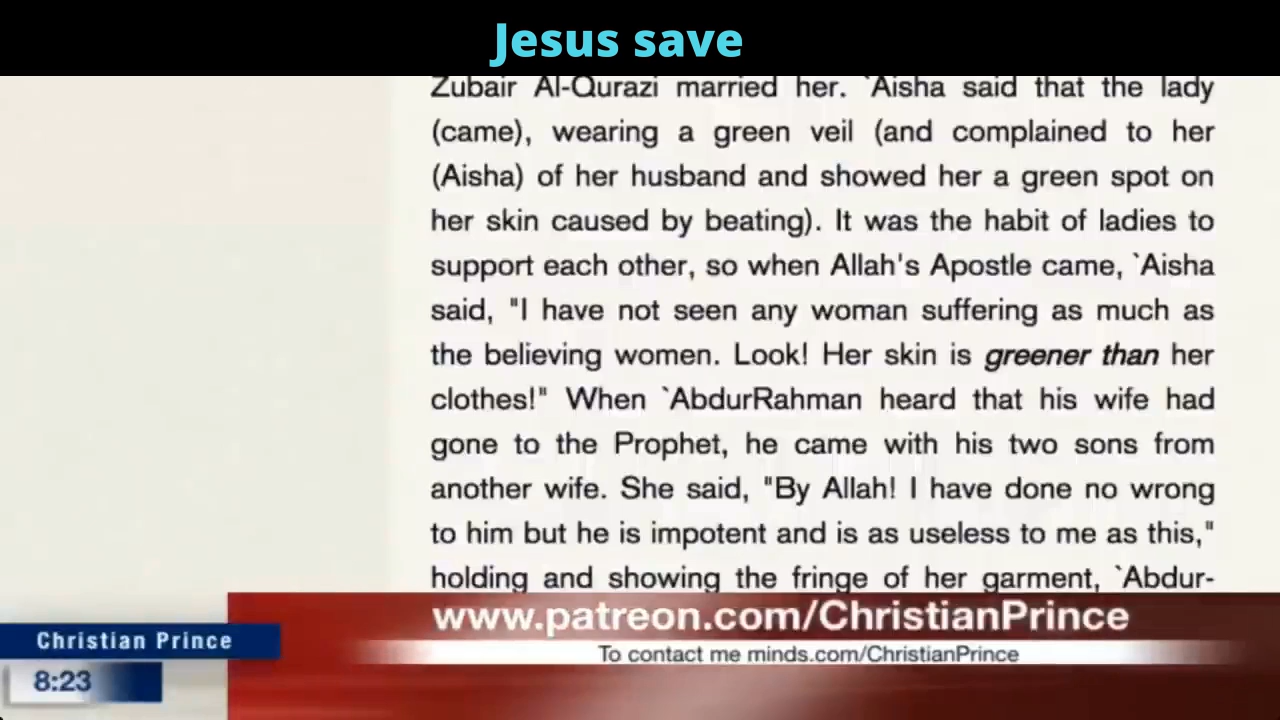 Jesus save
Zubair Al-Qurazi married her. `Aisha said that the lady
(came), wearing a green veil (and complained to her
(Aisha) of her husband and showed her a green spot on
her skin caused by beating). It was the habit of ladies to
support each other, so when Allah's Apostle came, `Aisha
said, "I have not seen any woman suffering as much as
the believing women. Look! Her skin is greener than her
clothes!" When `AbdurRahman heard that his wife had
gone to the Prophet, he came with his two sons from
another wife. She said, "By Allah! I have done no wrong
to him but he is impotent and is as useless to me as this,"
holding and showing the fringe of her garment, `Abdur-
www.patreon.com/ChristianPrince
Christian Prince
To contact me minds.com/ChristianPrince
8:23